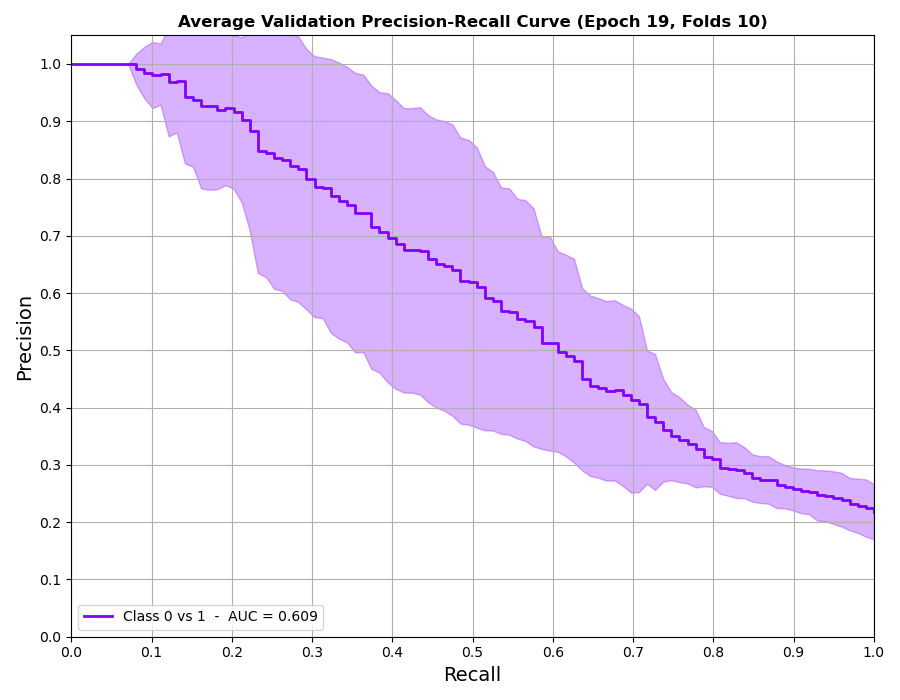 Average Validation Precision-Recall Curve (Epoch 19, Folds 10)
Precision
1.0
0.9
0.8
0.7
0.6
0.5
0.4
0.3
0.2
0.1
0.0
Class 0 vs 1 - AUC = 0.609
0.0 0.1 0.2 0.3 0.4 0.5 0.6 0.7 0.8 0.9 1.0
Recall